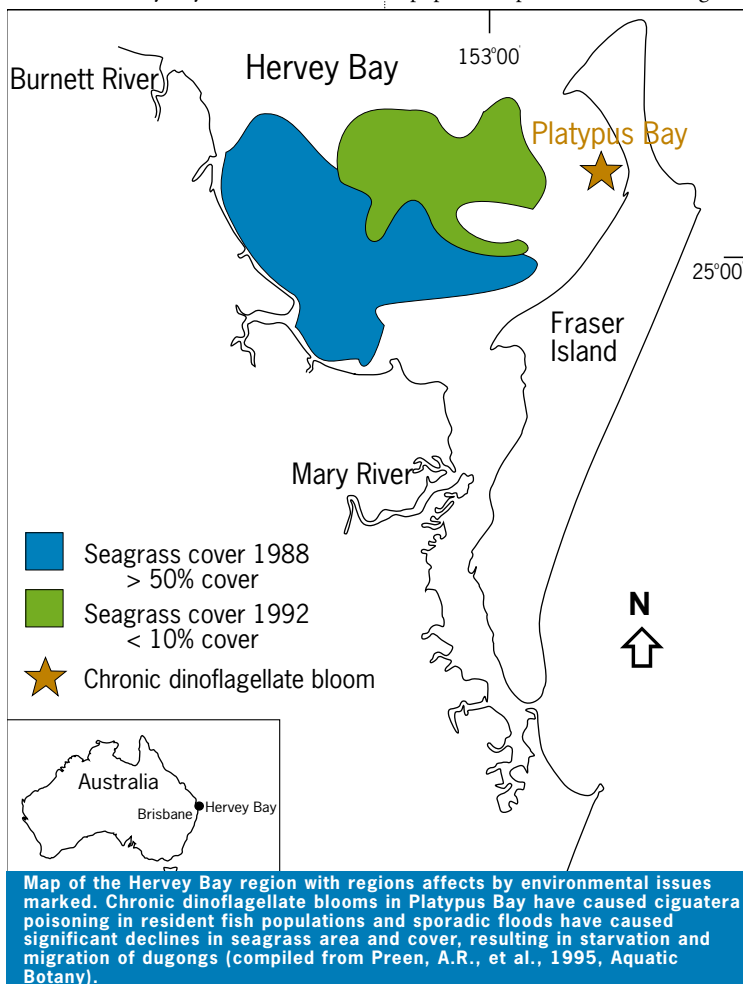 153°00'
Hervey Bay
Burnett River
Platypus Bay
25°00'
Fraser
Island
Mary River
Seagrass cover 1988
> 50% cover
Seagrass cover 1992
< 10% cover
Chronic dinoflagellate bloom
N
Australia
Brisbane
Hervey Bay
Map of the Hervey Bay region with regions affects by environmental issues
marked. Chronic dinoflagellate blooms in Platypus Bay have caused ciguatera
poisoning in resident fish populations and sporadic floods have caused
significant declines in seagrass area and cover, resulting in starvation and
migration of dugongs (compiled from Preen, A.R., et al., 1995, Aquatic
Botany).